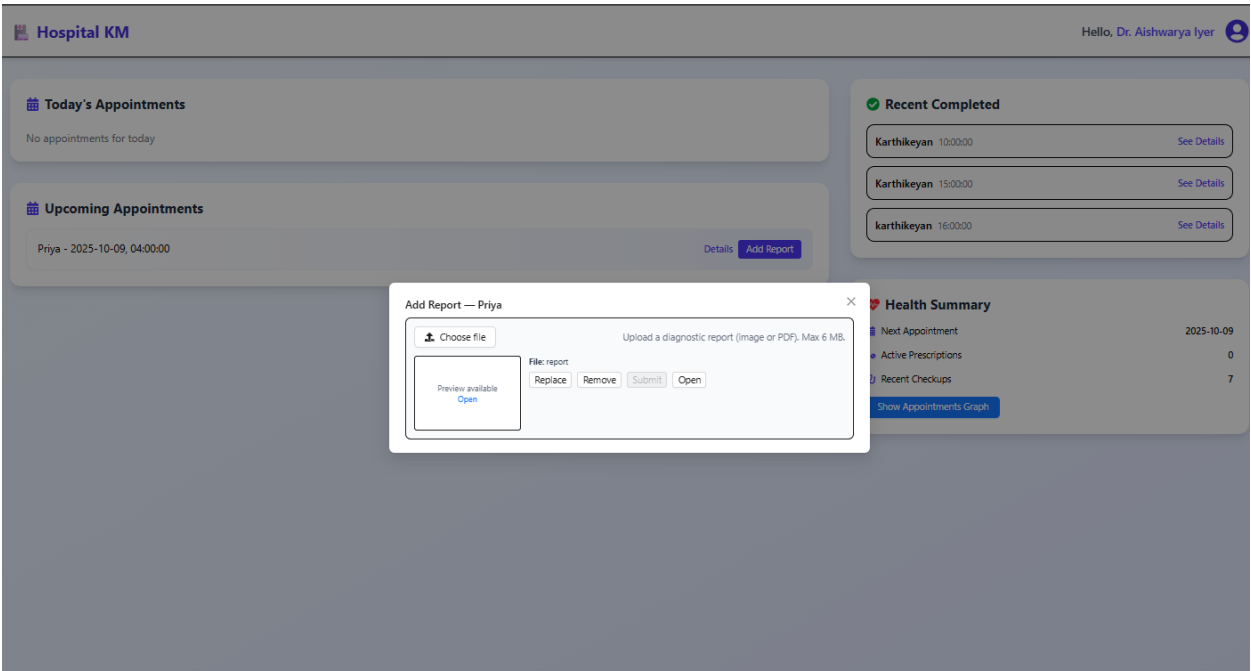 Hospital KM
Hello, Dr. Aishwarya Iyer
Today's Appointments
No appointments for today
Upcoming Appointments
Priya - 2025-10-09, 04:00:00 Details Add Report
Recent Completed
Karthikeyan 10:00:00 See Details
Karthikeyan 15:00:00 See Details
karthikeyan 16:00:00 See Details
Health Summary
Next Appointment 2025-10-09
Active Prescriptions 0
Recent Checkups 7
Show Appointments Graph
Add Report — Priya
Choose file Upload a diagnostic report (image or PDF). Max 6 MB.
Preview available
Open
File: report
Replace Remove Submit Open